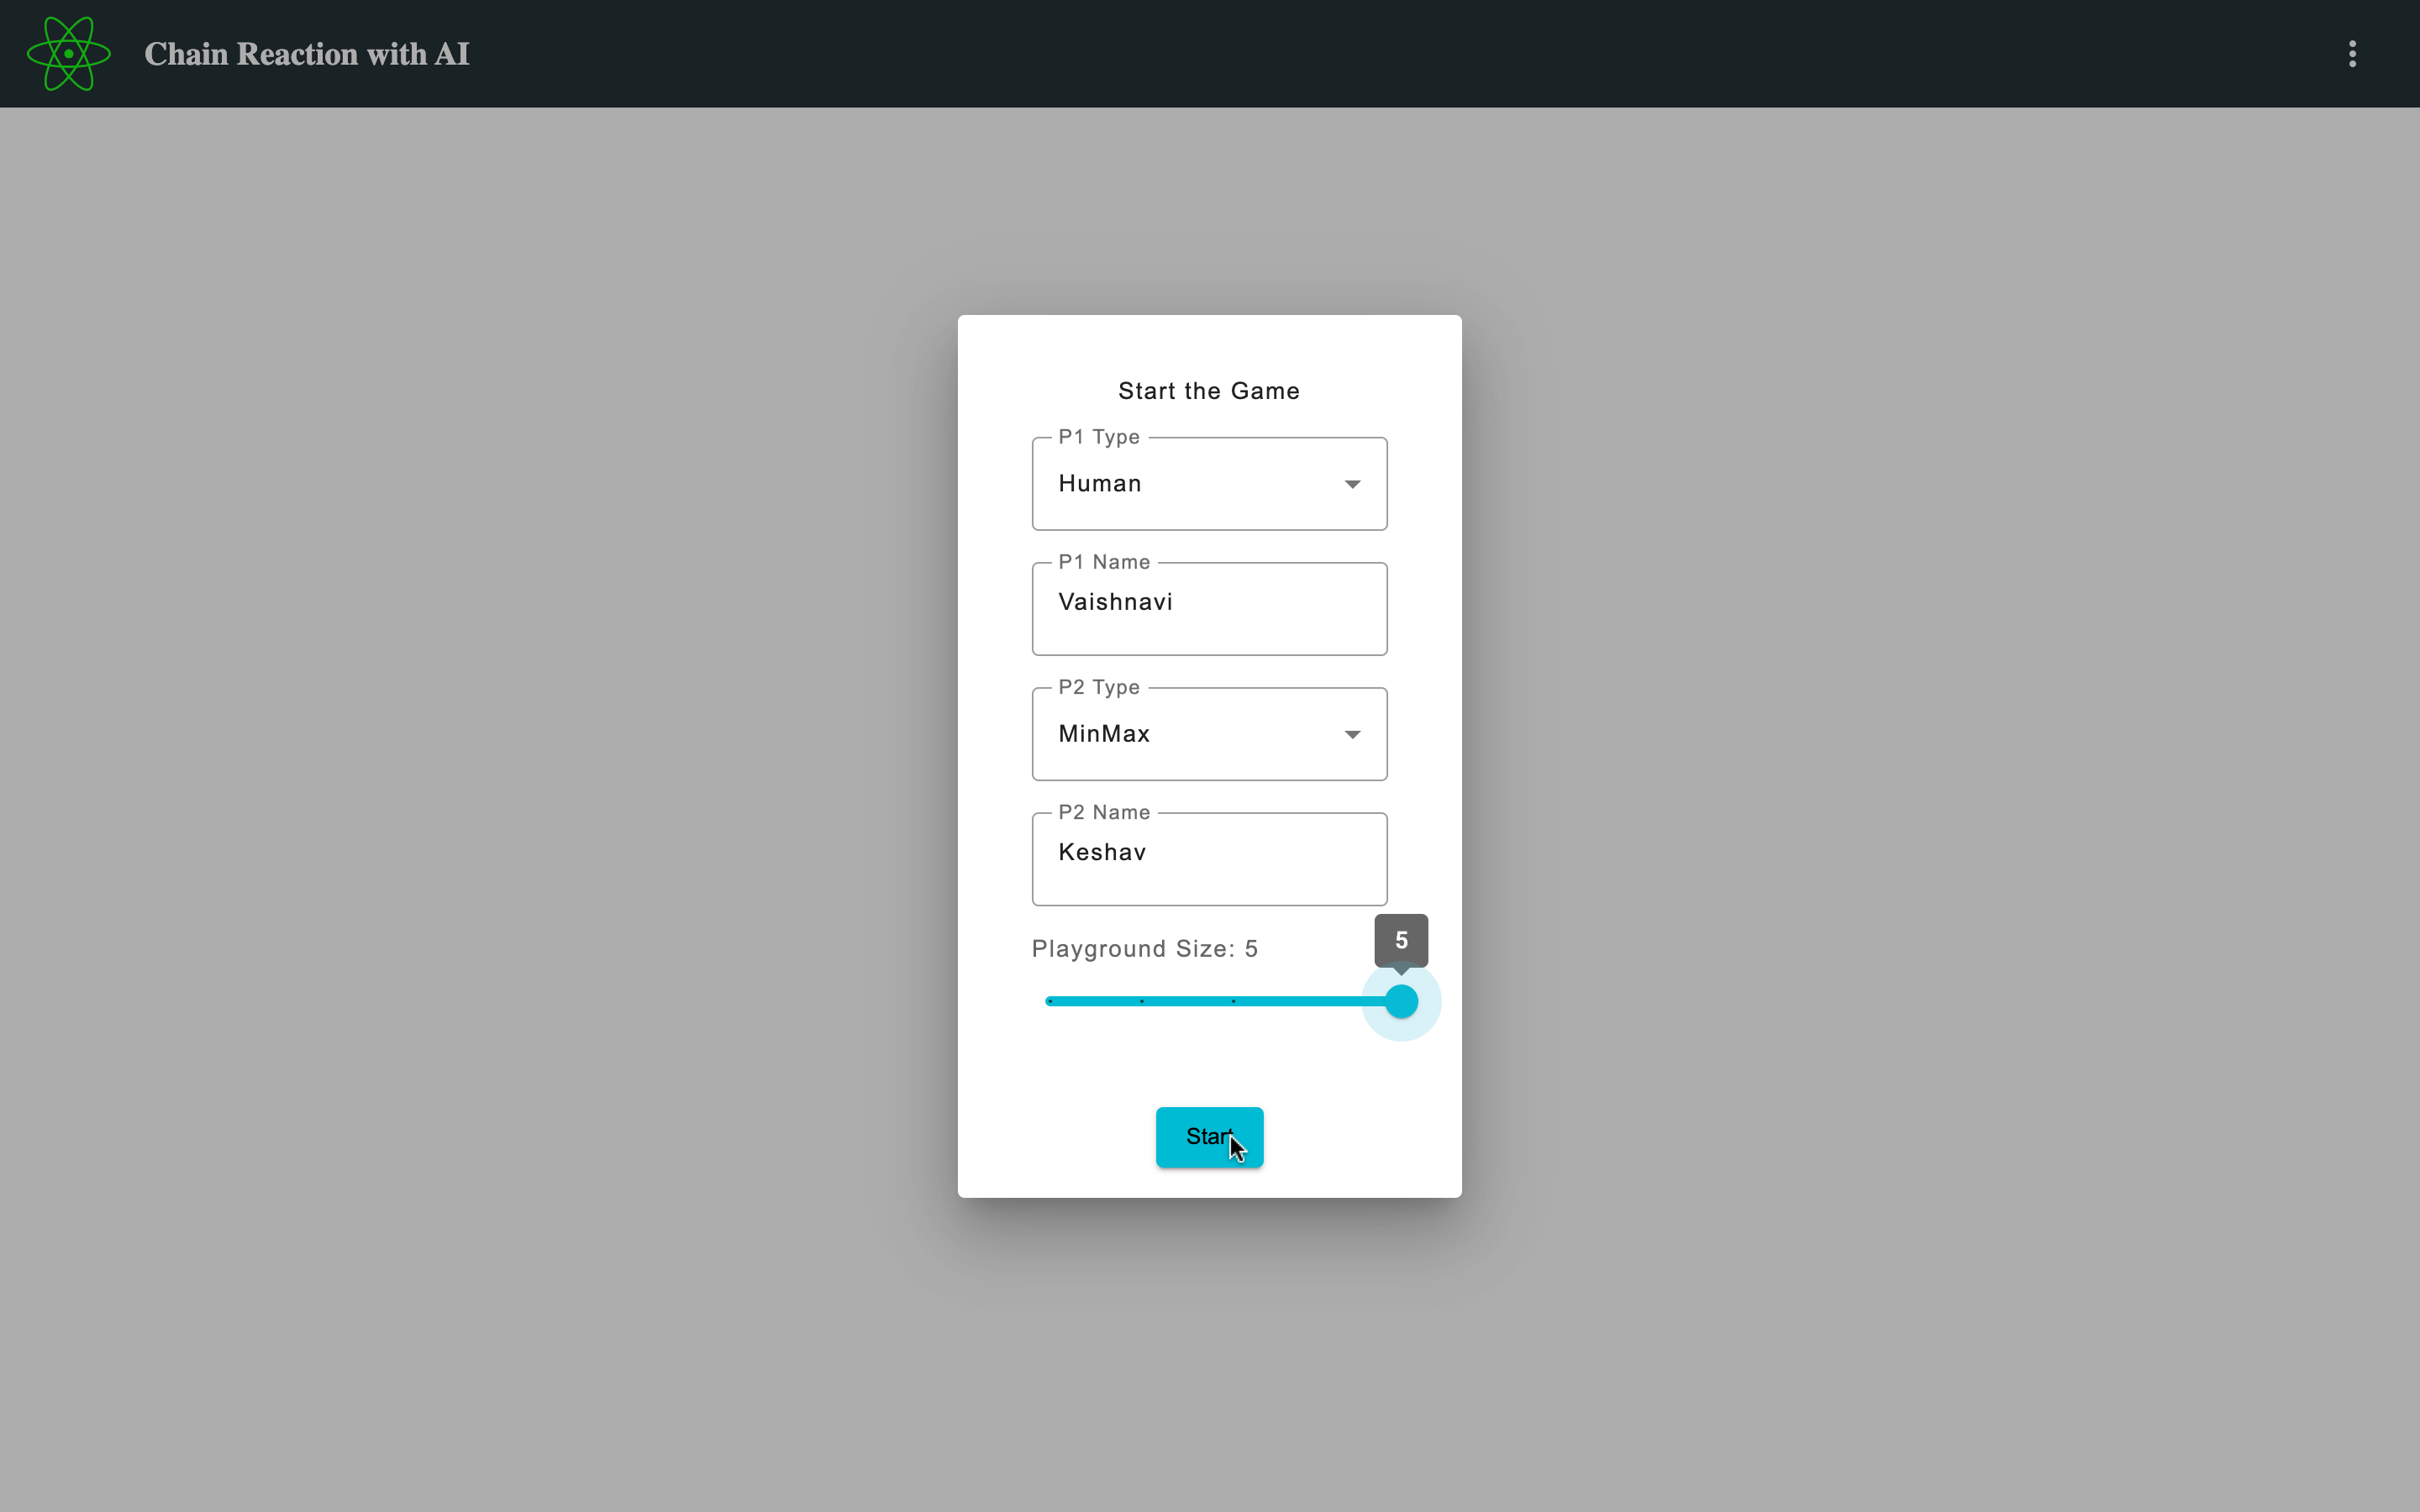 Chain Reaction with AI
Start the Game
P1 Type
Human
P1 Name
Vaishnavi
P2 Type
MinMax
P2 Name
Keshav
Playground Size: 5
5
Start